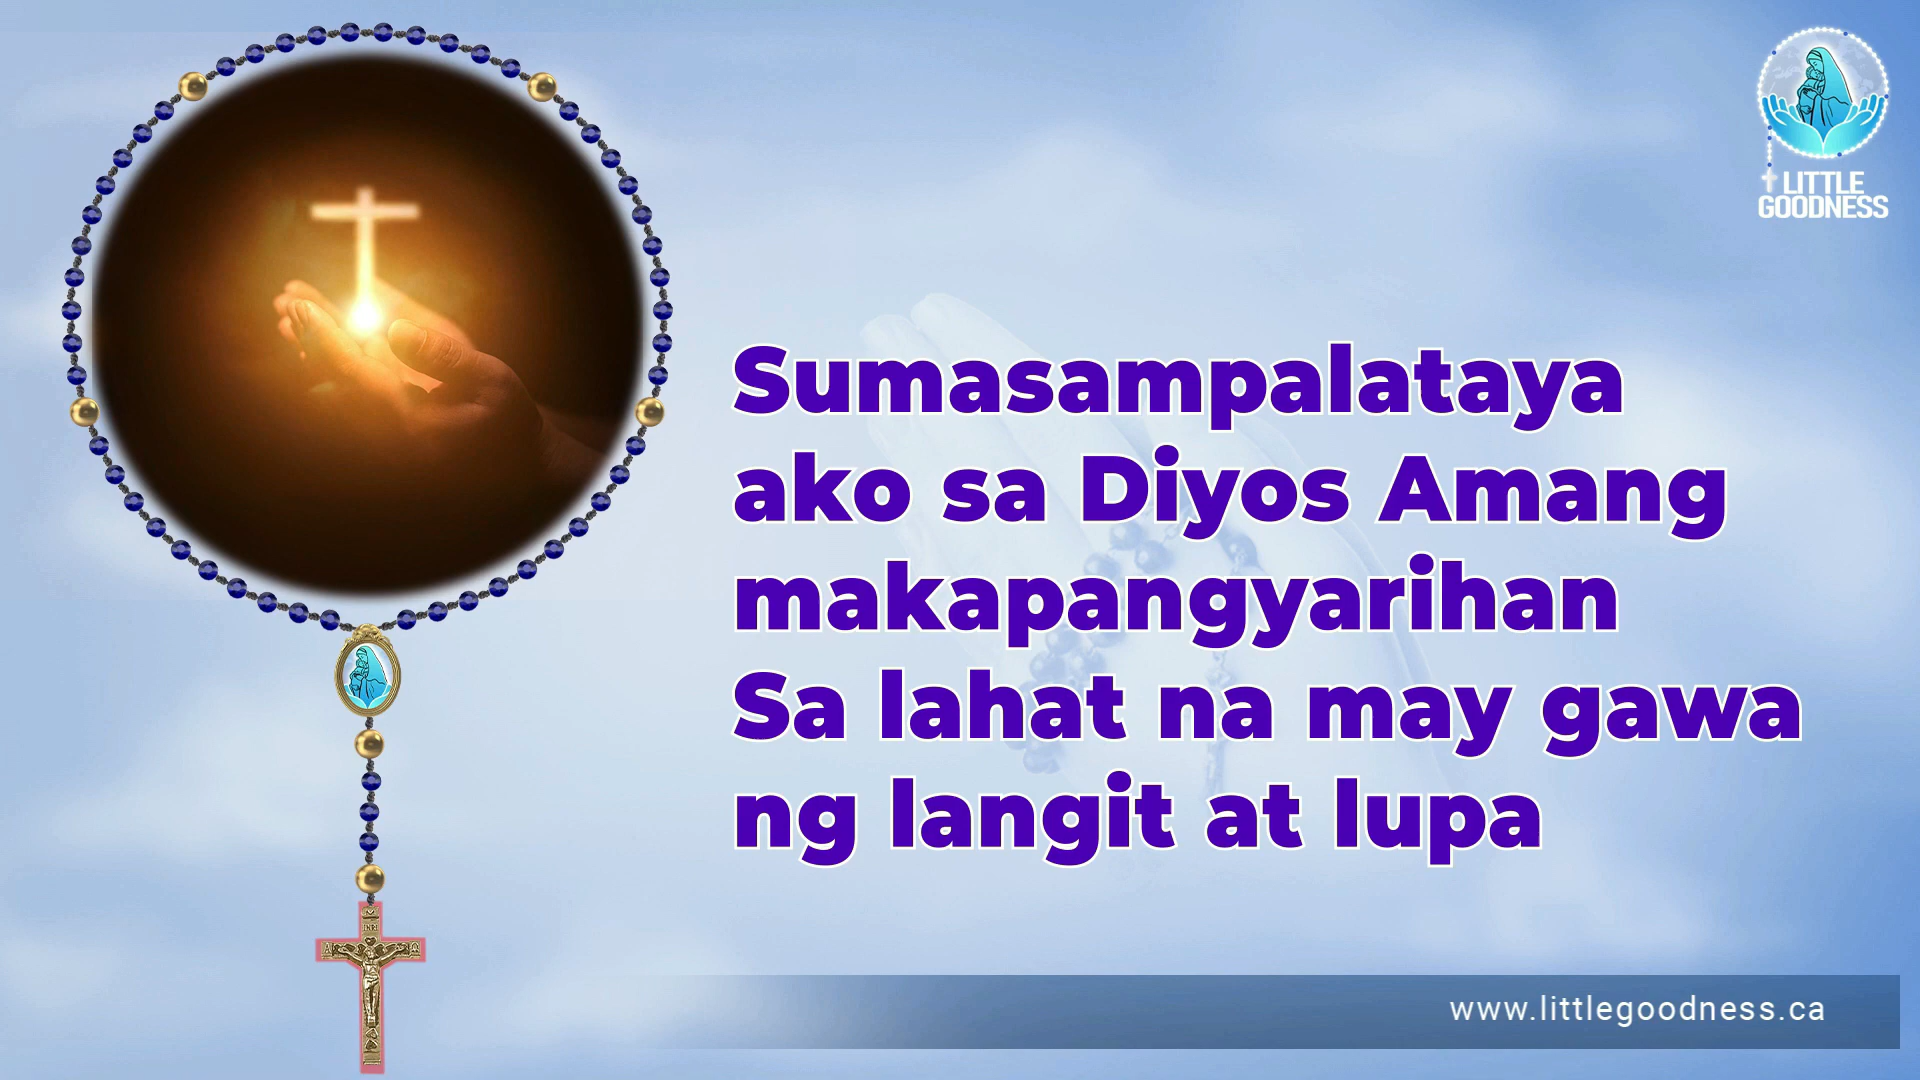 LITTLE
GOODNESS
Sumasampalataya
ako sa Diyos Amang
makapangyarihan
Sa lahat na may gawa
ng langit at lupa
INRI
www.littlegoodness.ca